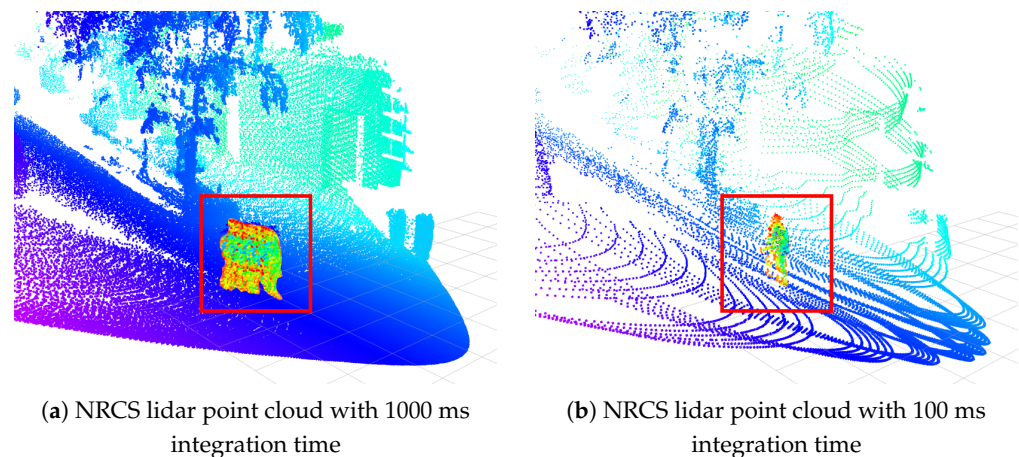 (a) NRCS lidar point cloud with 1000 ms
integration time
(b) NRCS lidar point cloud with 100 ms
integration time